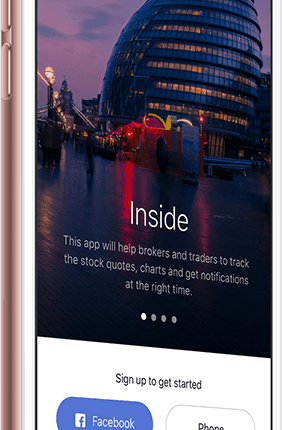 Inside
This app will help brokers and traders to track
the stock quotes, charts and get notifications
at the right time.
Sign up to get started
Facebook
Phone